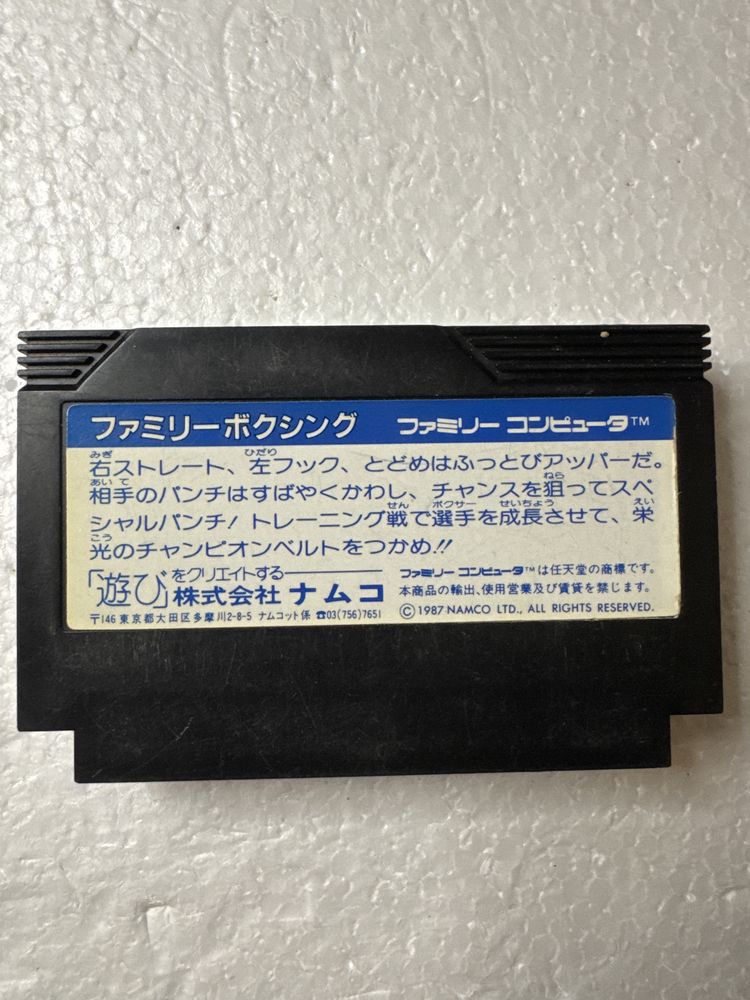 ファミリーボクシング ファミリー コンピュータ™
右ストレート、左フック、とどめはふっとびアッパーだ。
相手のパンチはすばやくかわし、チャンスを狙ってスペ
シャルパンチ!トレーニング戦で選手を成長させて、栄
光のチャンピオンベルトをつかめ!!
「遊び」をクリエイトする
株式会社 ナムコ
〒146 東京都大田区多摩川2-8-5 ナムコット係 ☎03(756)7651
ファミリー コンピュータ™は任天堂の商標です。
本商品の輸出、使用営業及び賃貸を禁じます。
©1987 NAMCO LTD., ALL RIGHTS RESERVED.